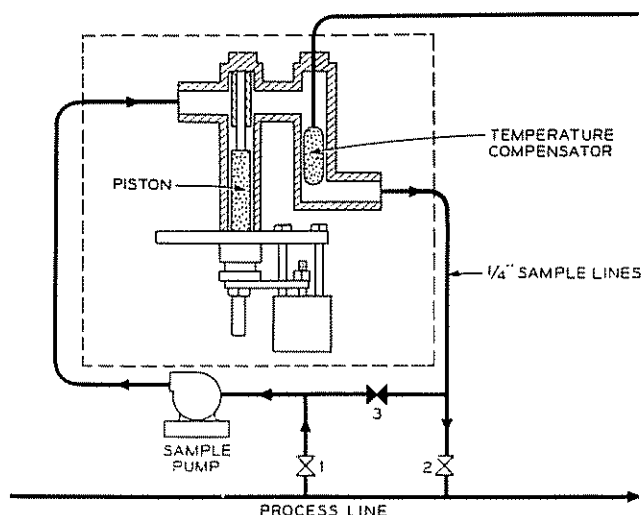 TEMPERATURE
COMPENSATOR
PISTON
1/4" SAMPLE LINES
3
SAMPLE
PUMP
1
2
PROCESS LINE